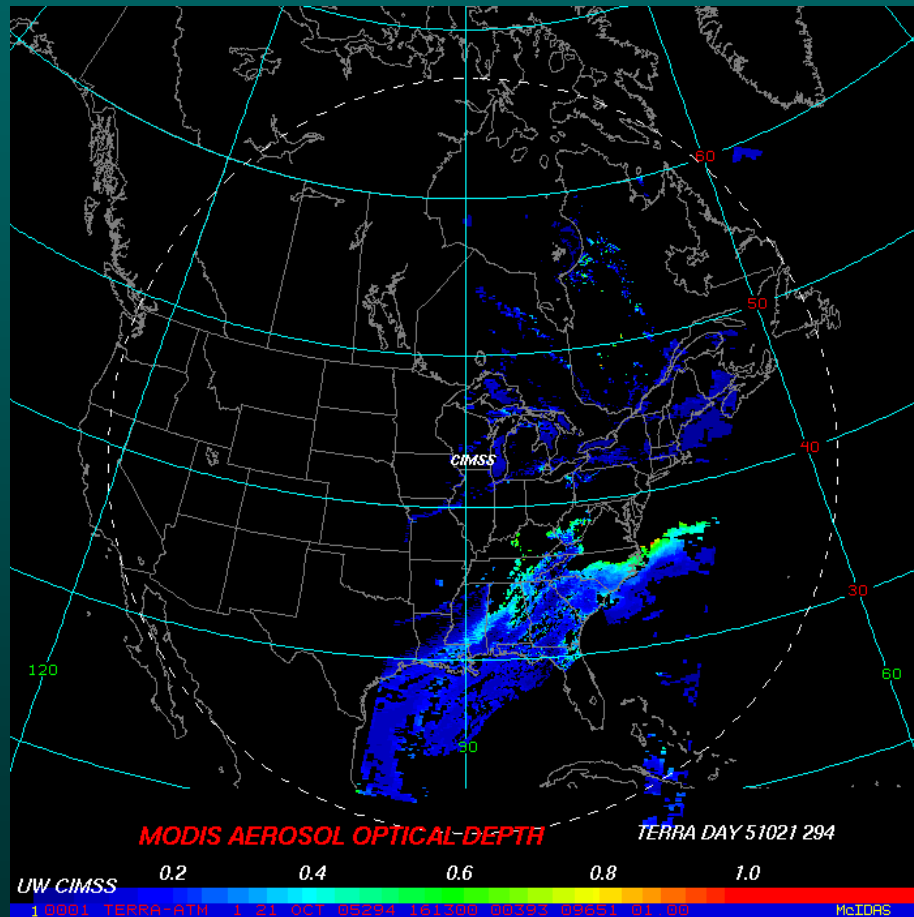 60
50
CIMSS
40
30
120
60
90
MODIS AEROSOL OPTICAL DEPTH
TERRA DAY 51021 294
0.2 0.4 0.6 0.8 1.0
UW CIMSS
1 0001 TERRA-ATM 1 21 OCT 05294 161300 00393 09651 01.00 McIDAS